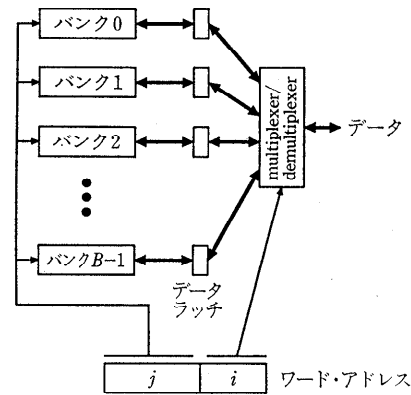 バンク0
バンク1
バンク2
バンクB−1
multiplexer/
demultiplexer
データ
データ
ラッチ
j
i
ワード・アドレス